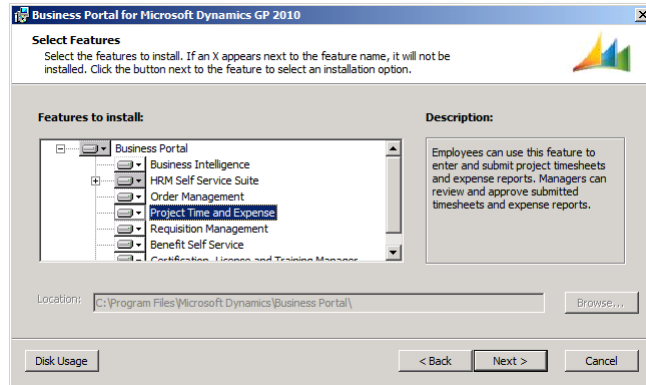 Business Portal for Microsoft Dynamics GP 2010
Select Features
Select the features to install. If an X appears next to the feature name, it will not be
installed. Click the button next to the feature to select an installation option.
Features to install:
Business Portal
Business Intelligence
HRM Self Service Suite
Order Management
Project Time and Expense
Requisition Management
Benefit Self Service
Certification, License and Training Manager
Description:
Employees can use this feature to
enter and submit project timesheets
and expense reports. Managers can
review and approve submitted
timesheets and expense reports.
Location:
C:\Program Files\Microsoft Dynamics\Business Portal\
Browse...
Disk Usage
< Back
Next >
Cancel